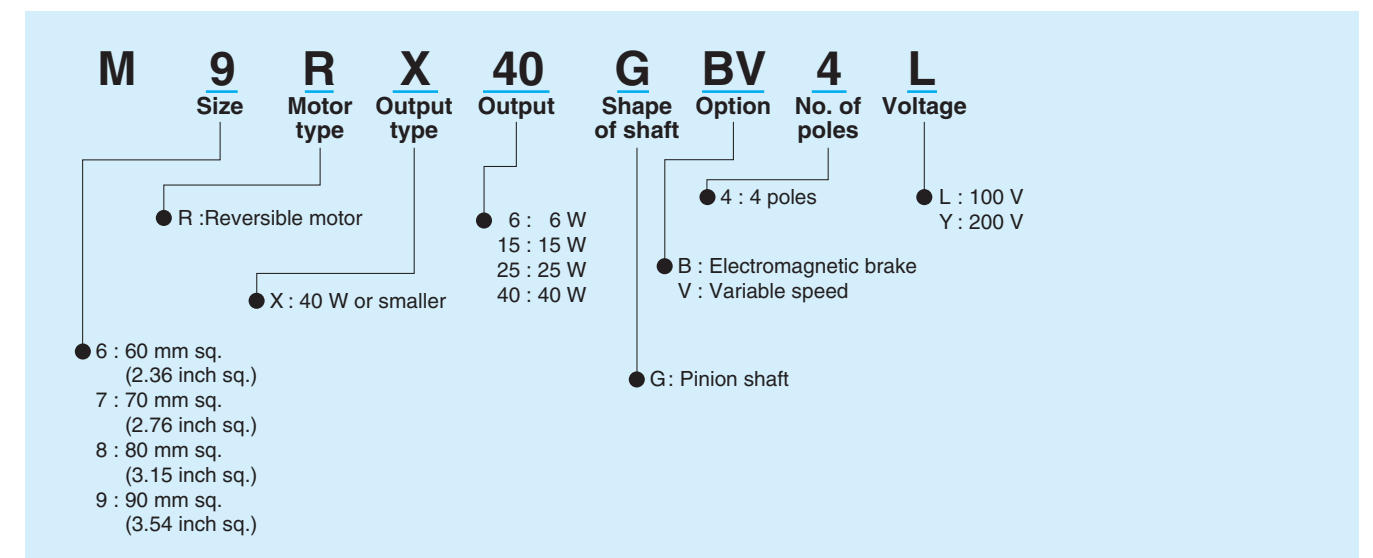 M 9 R X 40 G BV 4 L
Size Motor type Output type Output Shape of shaft Option No. of poles Voltage
R :Reversible motor
X : 40 W or smaller
6 : 6 W
15 : 15 W
25 : 25 W
40 : 40 W
4 : 4 poles
L : 100 V
Y : 200 V
B : Electromagnetic brake
V : Variable speed
G : Pinion shaft
6 : 60 mm sq.
(2.36 inch sq.)
7 : 70 mm sq.
(2.76 inch sq.)
8 : 80 mm sq.
(3.15 inch sq.)
9 : 90 mm sq.
(3.54 inch sq.)